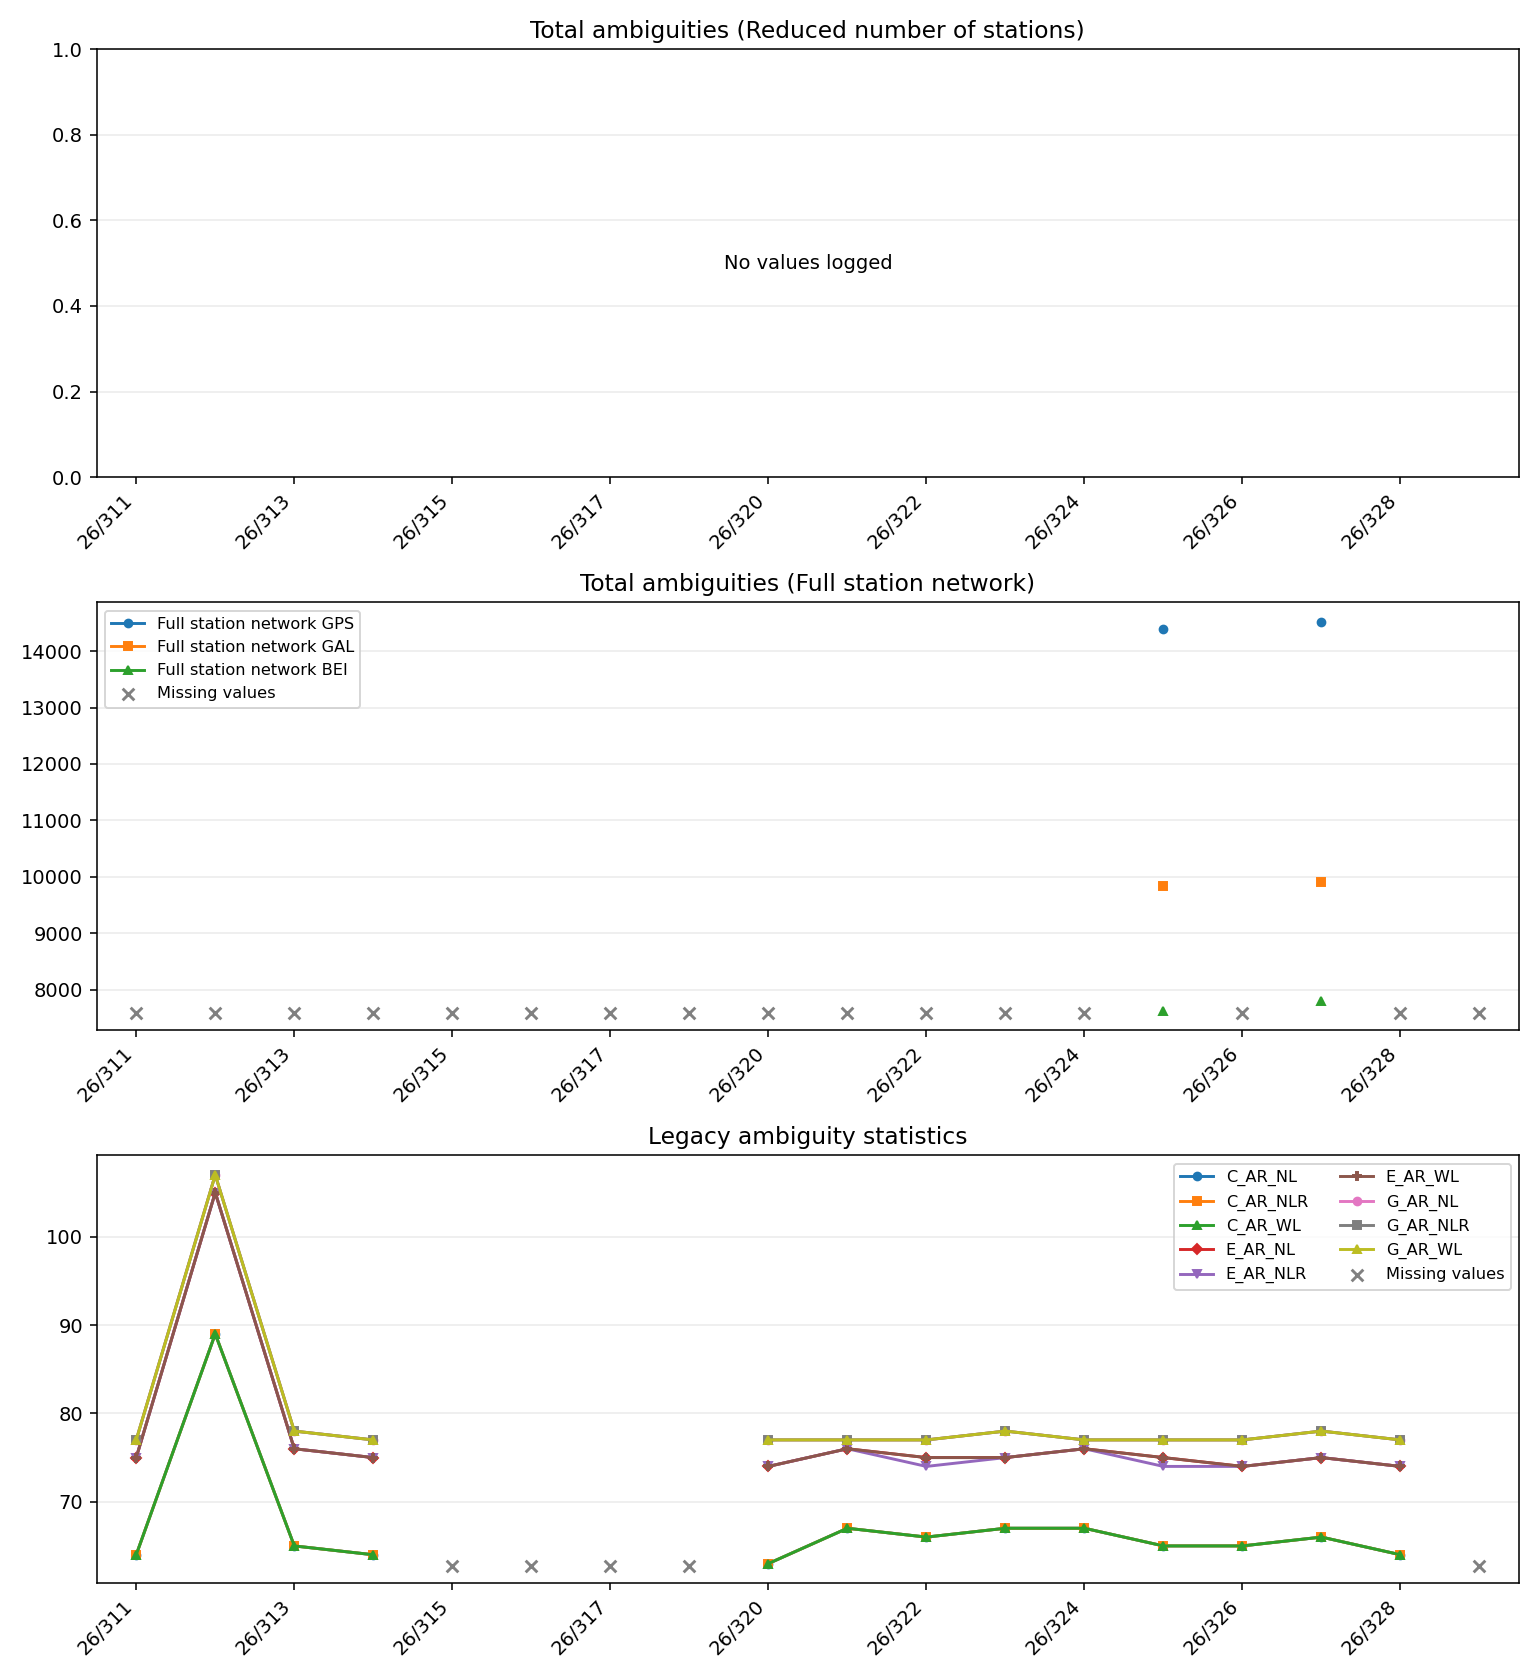 Total ambiguities (Reduced number of stations)
1.0
0.8
0.6
No values logged
0.4
0.2
0.0
26/311 26/313 26/315 26/317 26/320 26/322 26/324 26/326 26/328
Total ambiguities (Full station network)
Full station network GPS
Full station network GAL
Full station network BEI
Missing values
14000
13000
12000
11000
10000
9000
8000
26/311 26/313 26/315 26/317 26/320 26/322 26/324 26/326 26/328
Legacy ambiguity statistics
C_AR_NL E_AR_WL
C_AR_NLR G_AR_NL
C_AR_WL G_AR_NLR
E_AR_NL G_AR_WL
E_AR_NLR Missing values
100
90
80
70
26/311 26/313 26/315 26/317 26/320 26/322 26/324 26/326 26/328